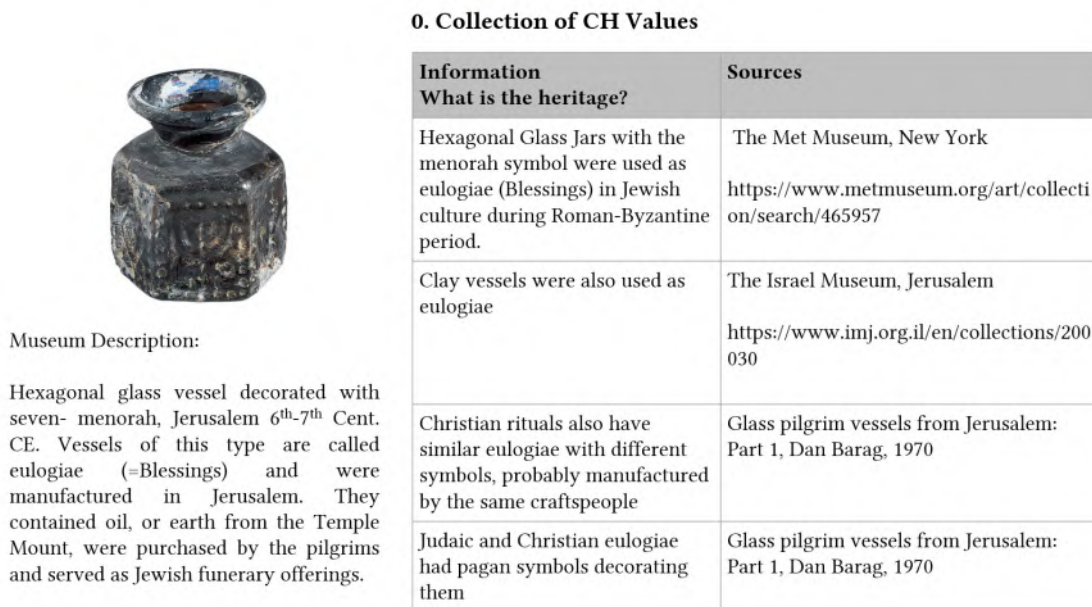 0. Collection of CH Values
Information
What is the heritage?
Sources
Hexagonal Glass Jars with the
menorah symbol were used as
eulogiae (Blessings) in Jewish
culture during Roman-Byzantine
period.
The Met Museum, New York
https://www.metmuseum.org/art/collecti
on/search/465957
Clay vessels were also used as
eulogiae
The Israel Museum, Jerusalem
https://www.imj.org.il/en/collections/200
030
Christian rituals also have
similar eulogiae with different
symbols, probably manufactured
by the same craftspeople
Glass pilgrim vessels from Jerusalem:
Part 1, Dan Barag, 1970
Judaic and Christian eulogiae
had pagan symbols decorating
them
Glass pilgrim vessels from Jerusalem:
Part 1, Dan Barag, 1970
Museum Description:
Hexagonal glass vessel decorated with
seven- menorah, Jerusalem 6th-7th Cent.
CE. Vessels of this type are called
eulogiae (=Blessings) and were
manufactured in Jerusalem. They
contained oil, or earth from the Temple
Mount, were purchased by the pilgrims
and served as Jewish funerary offerings.